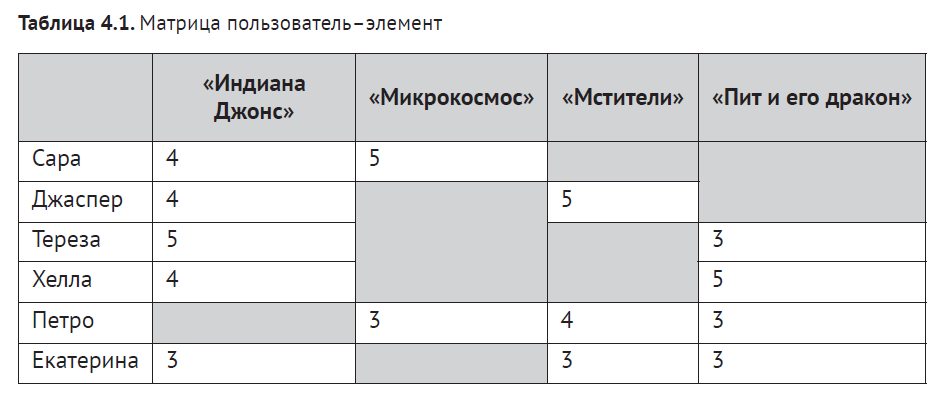 Таблица 4.1. Матрица пользователь–элемент
«Индиана Джонс» «Микрокосмос» «Мстители» «Пит и его дракон»
Сара 4 5
Джаспер 4 5
Тереза 5 3
Хелла 4 5
Петро 3 4 3
Екатерина 3 3 3